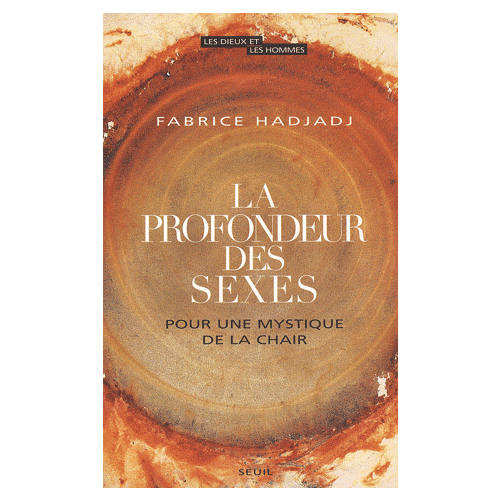 LES DIEUX ET
LES HOMMES
FABRICE HADJADJ
LA
PROFONDEUR
DES
SEXES
POUR UNE MYSTIQUE
DE LA CHAIR
SEUIL